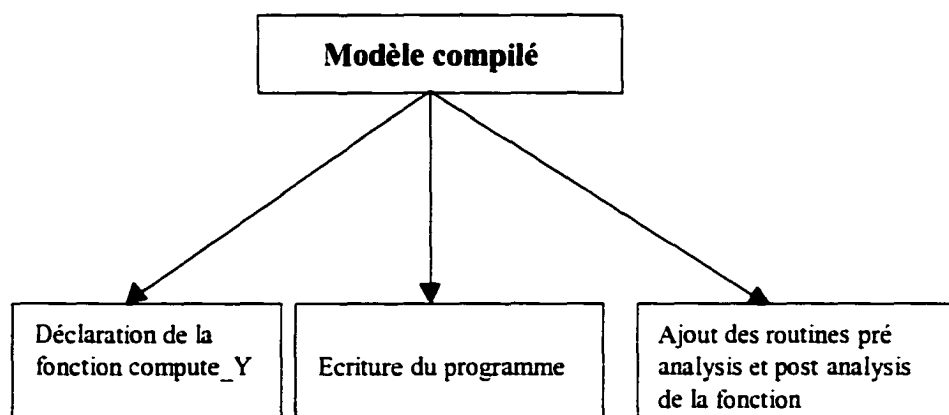 Modèle compilé
Déclaration de la
fonction compute_Y
Ecriture du programme
Ajout des routines pré
analysis et post analysis
de la fonction